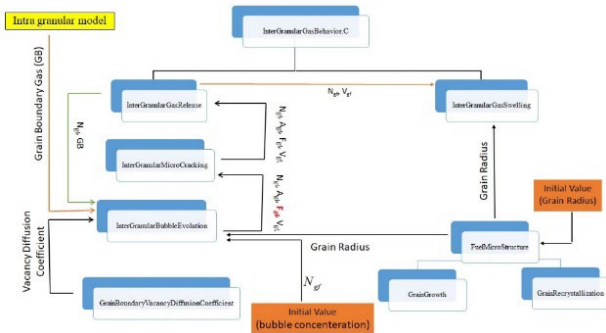 Intra granular model
InterGranularGasBehavior.C
Grain Boundary Gas (GB)
InterGranularGasRelease
InterGranularGasSwelling
InterGranularMicroCracking
InterGranularBubbleEvolution
Grain Radius
Initial Value
(Grain Radius)
Vacancy Diffusion
Coefficient
Grain Radius
FuelMicroStructure
GrainBoundaryVacancyDiffusionCoefficient
N_gf
Initial Value
(bubble concenteration)
GrainGrowth
GrainRecrystallization